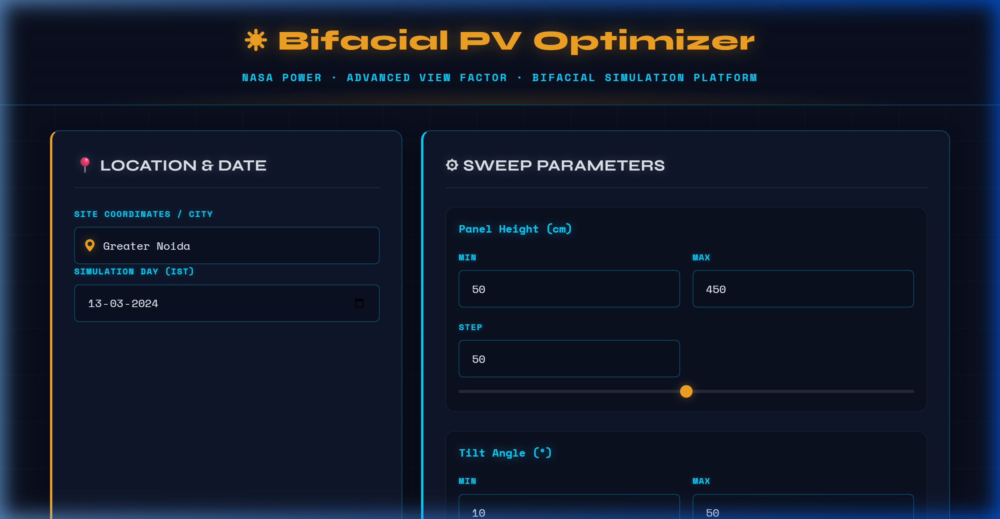 Bifacial PV Optimizer
NASA POWER · ADVANCED VIEW FACTOR · BIFACIAL SIMULATION PLATFORM
LOCATION & DATE
SITE COORDINATES / CITY
Greater Noida
SIMULATION DAY (IST)
13-03-2024
SWEEP PARAMETERS
Panel Height (cm)
MIN MAX
50 450
STEP
50
Tilt Angle (°)
MIN MAX
10 50